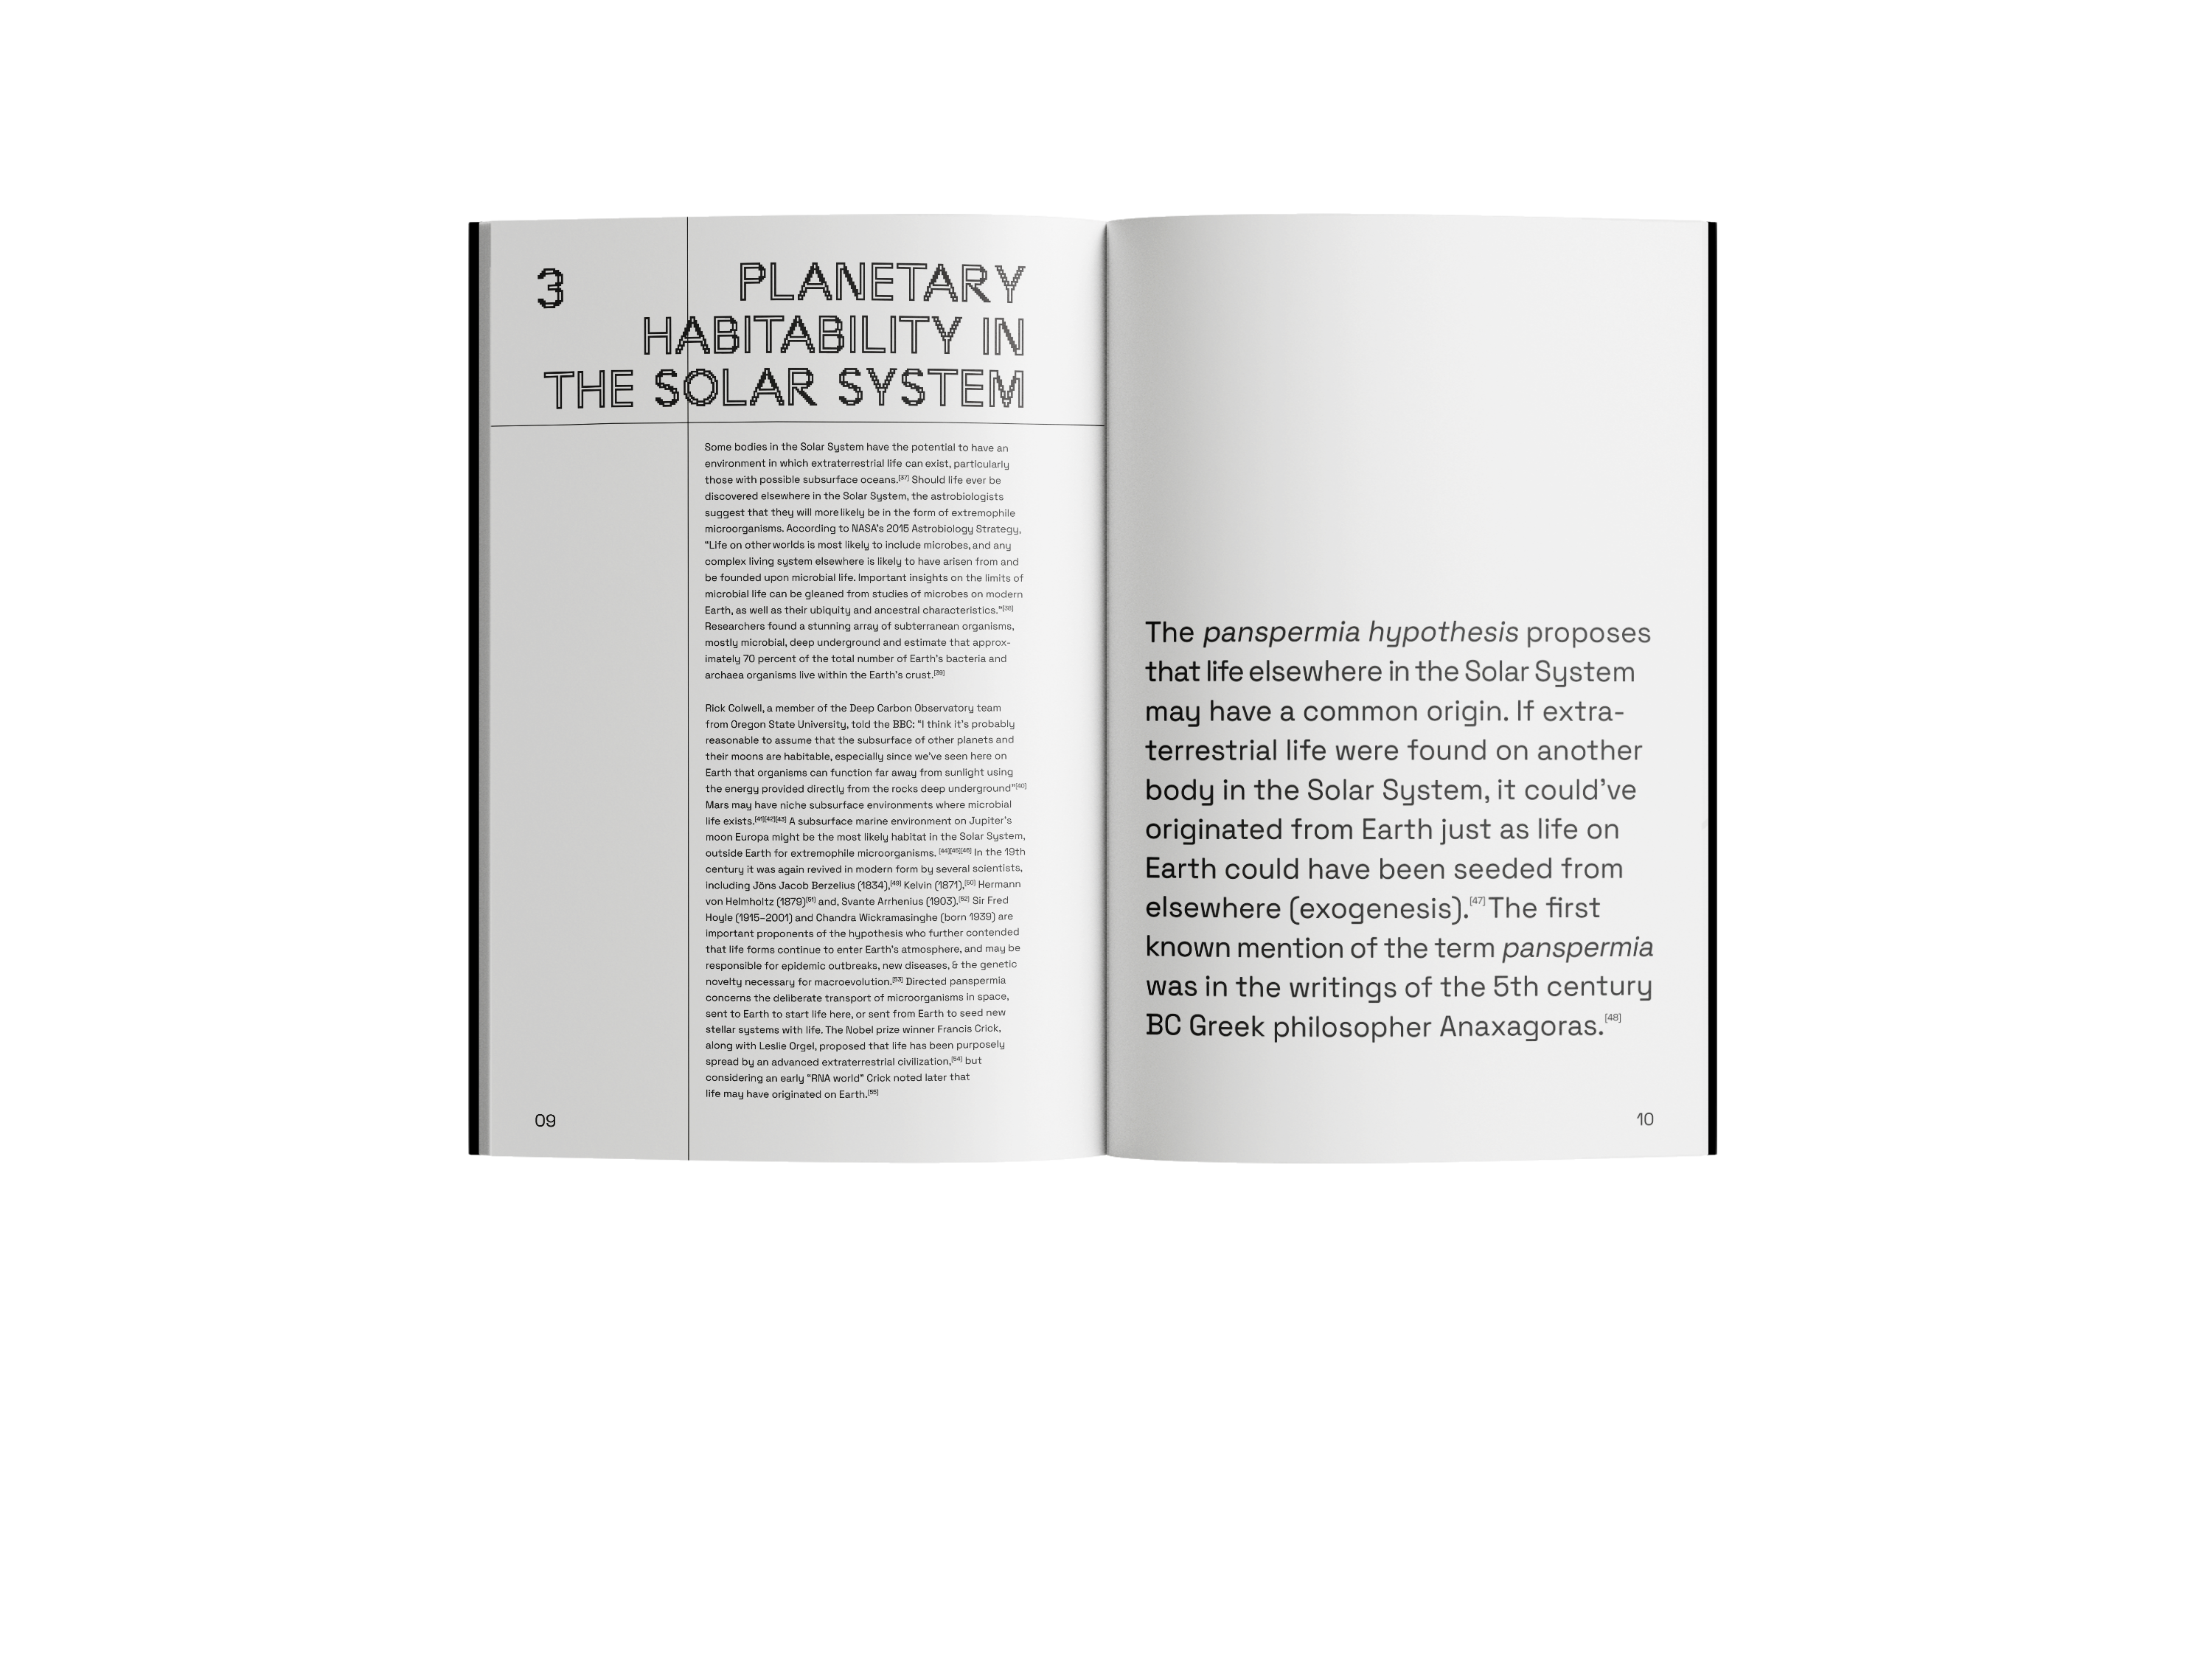 3
PLANETARY
HABITABILITY IN
THE SOLAR SYSTEM
Some bodies in the Solar System have the potential to have an
environment in which extraterrestrial life can exist, particularly
those with possible subsurface oceans.[37] Should life ever be
discovered elsewhere in the Solar System, the astrobiologists
suggest that they will more likely be in the form of extremophile
microorganisms. According to NASA's 2015 Astrobiology Strategy,
"Life on other worlds is most likely to include microbes, and any
complex living system elsewhere is likely to have arisen from and
be founded upon microbial life. Important insights on the limits of
microbial life can be gleaned from studies of microbes on modern
Earth, as well as their ubiquity and ancestral characteristics."[38]
Researchers found a stunning array of subterranean organisms,
mostly microbial, deep underground and estimate that approx-
imately 70 percent of the total number of Earth's bacteria and
archaea organisms live within the Earth's crust.[39]
Rick Colwell, a member of the Deep Carbon Observatory team
from Oregon State University, told the BBC: "I think it's probably
reasonable to assume that the subsurface of other planets and
their moons are habitable, especially since we've seen here on
Earth that organisms can function far away from sunlight using
the energy provided directly from the rocks deep underground"[40]
Mars may have niche subsurface environments where microbial
life exists.[41][42][43] A subsurface marine environment on Jupiter's
moon Europa might be the most likely habitat in the Solar System,
outside Earth for extremophile microorganisms. [44][45][46] In the 19th
century it was again revived in modern form by several scientists,
including Jöns Jacob Berzelius (1834),[49] Kelvin (1871),[50] Hermann
von Helmholtz (1879)[51] and, Svante Arrhenius (1903).[52] Sir Fred
Hoyle (1915–2001) and Chandra Wickramasinghe (born 1939) are
important proponents of the hypothesis who further contended
that life forms continue to enter Earth's atmosphere, and may be
responsible for epidemic outbreaks, new diseases, & the genetic
novelty necessary for macroevolution.[53] Directed panspermia
concerns the deliberate transport of microorganisms in space,
sent to Earth to start life here, or sent from Earth to seed new
stellar systems with life. The Nobel prize winner Francis Crick,
along with Leslie Orgel, proposed that life has been purposely
spread by an advanced extraterrestrial civilization,[54] but
considering an early "RNA world" Crick noted later that
life may have originated on Earth.[55]
09
The panspermia hypothesis proposes
that life elsewhere in the Solar System
may have a common origin. If extra-
terrestrial life were found on another
body in the Solar System, it could've
originated from Earth just as life on
Earth could have been seeded from
elsewhere (exogenesis).[47] The first
known mention of the term panspermia
was in the writings of the 5th century
BC Greek philosopher Anaxagoras.[48]
10